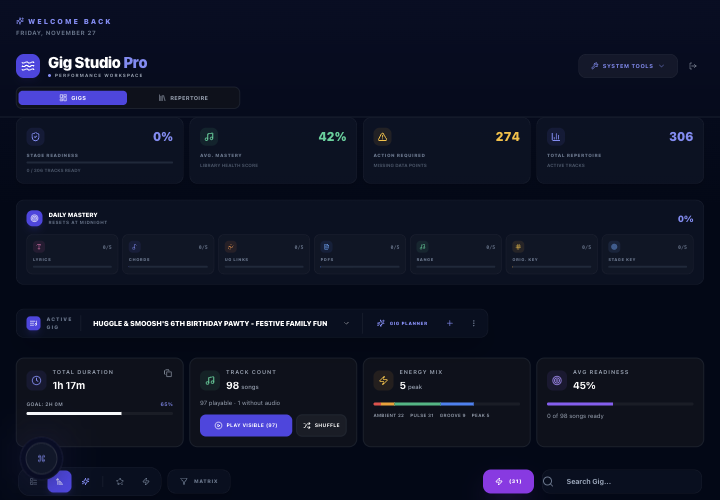 WELCOME BACK
FRIDAY, NOVEMBER 27
Gig Studio Pro
PERFORMANCE WORKSPACE
SYSTEM TOOLS
GIGS
REPERTOIRE
0%
STAGE READINESS
0 / 306 TRACKS READY
42%
AVG. MASTERY
LIBRARY HEALTH SCORE
274
ACTION REQUIRED
MISSING DATA POINTS
306
TOTAL REPERTOIRE
ACTIVE TRACKS
DAILY MASTERY
RESETS AT MIDNIGHT
0%
0/5
LYRICS
0/5
CHORDS
0/5
UG LINKS
0/5
PDFS
0/5
RANGE
0/5
ORIG. KEY
0/5
STAGE KEY
ACTIVE GIG
HUGGLE & SMOOSH'S 6TH BIRTHDAY PAWTY - FESTIVE FAMILY FUN
GIG PLANNER
TOTAL DURATION
1h 17m
GOAL: 2H 0M
65%
TRACK COUNT
98 songs
97 playable · 1 without audio
PLAY VISIBLE (97)
SHUFFLE
ENERGY MIX
5 peak
AMBIENT 22 PULSE 31 GROOVE 9 PEAK 5
AVG READINESS
45%
0 of 98 songs ready
MATRIX
(31)
Search Gig...